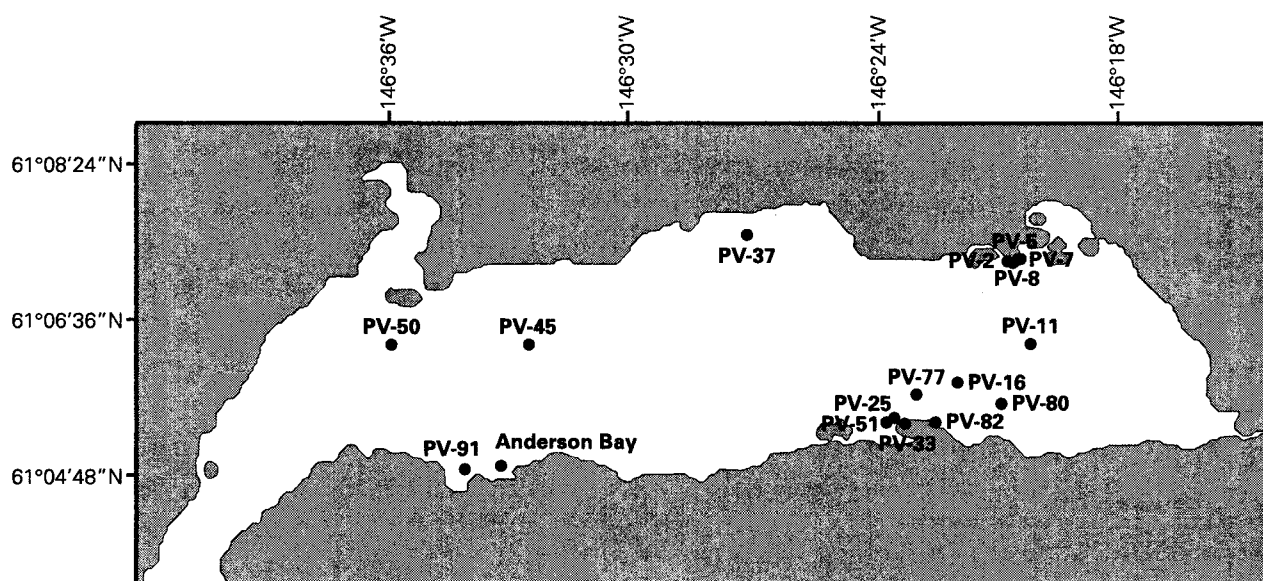 146°36'W
146°30'W
146°24'W
146°18'W
61°08'24"N
PV-37
PV-5
PV-2
PV-7
PV-8
61°06'36"N
PV-50
PV-45
PV-11
PV-77
PV-16
PV-25
PV-80
PV-51
PV-82
PV-33
PV-91
Anderson Bay
61°04'48"N